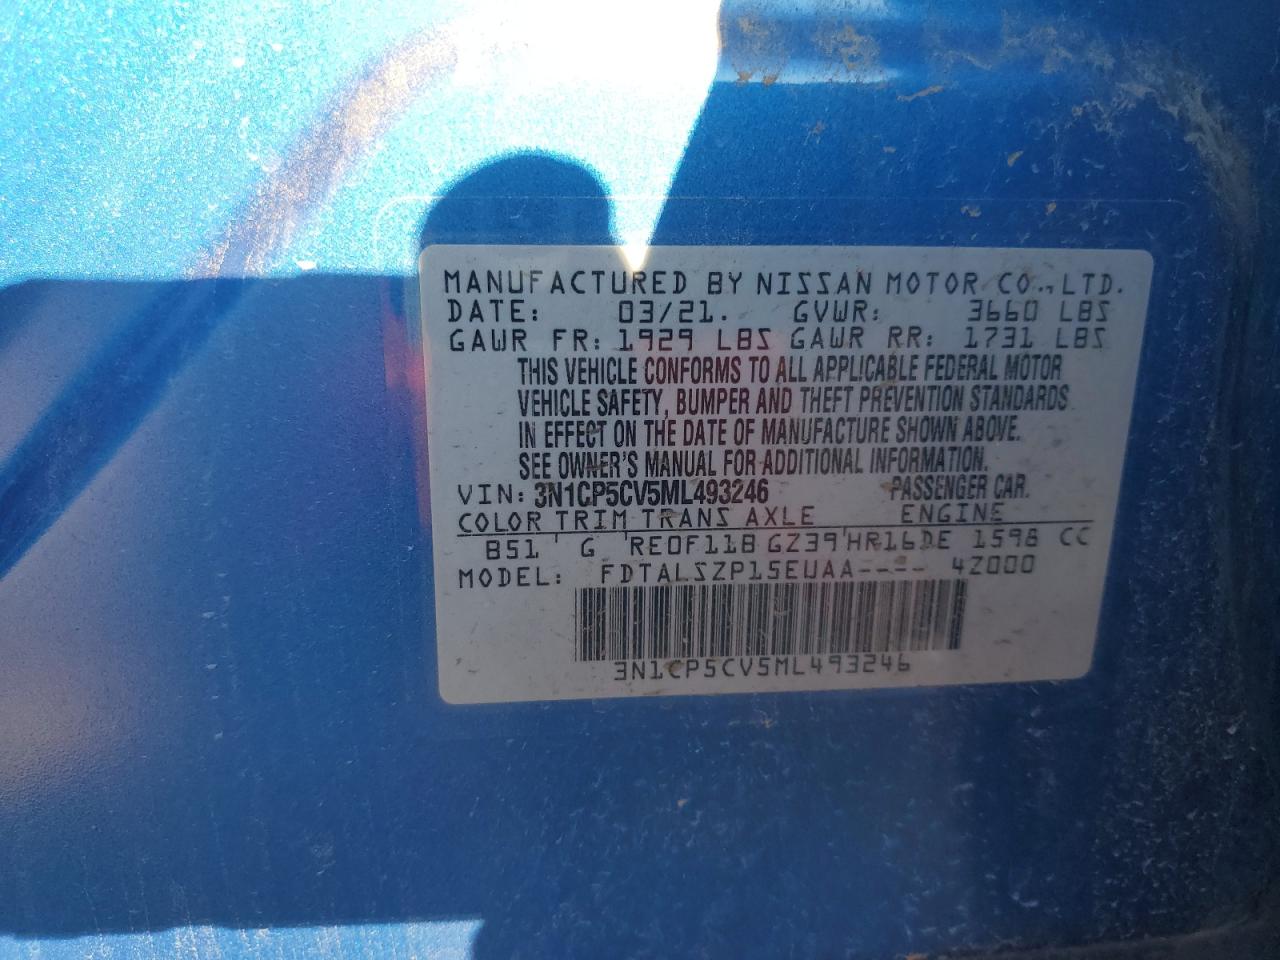 MANUFACTURED BY NISSAN MOTOR CO., LTD.
DATE: 03/21. GVWR: 3660 LBS
GAWR FR: 1929 LBS GAWR RR: 1731 LBS
THIS VEHICLE CONFORMS TO ALL APPLICABLE FEDERAL MOTOR
VEHICLE SAFETY, BUMPER AND THEFT PREVENTION STANDARDS
IN EFFECT ON THE DATE OF MANUFACTURE SHOWN ABOVE.
SEE OWNER'S MANUAL FOR ADDITIONAL INFORMATION.
VIN: 3N1CP5CV5ML493246 PASSENGER CAR.
COLOR TRIM TRANS AXLE ENGINE
B51 G RE0F11B GZ39 HR16DE 1598 CC
MODEL: FDTALSZP15EUAA---- 4Z000
3N1CP5CV5ML493246